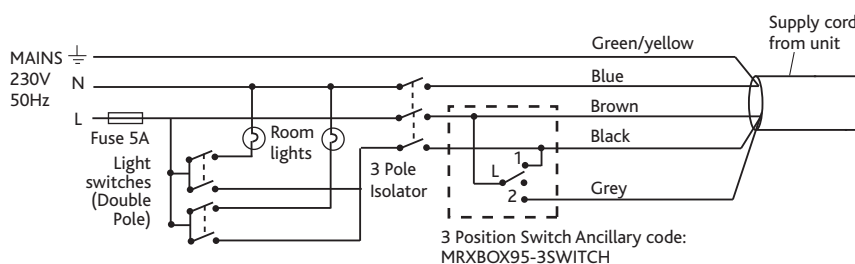 Supply cord
from unit
Green/yellow
MAINS
230V
50Hz
N
Blue
L
Brown
Fuse 5A
Room
lights
Black
Light
switches
(Double
Pole)
3 Pole
Isolator
L
1
2
Grey
3 Position Switch Ancillary code:
MRXBOX95-3SWITCH